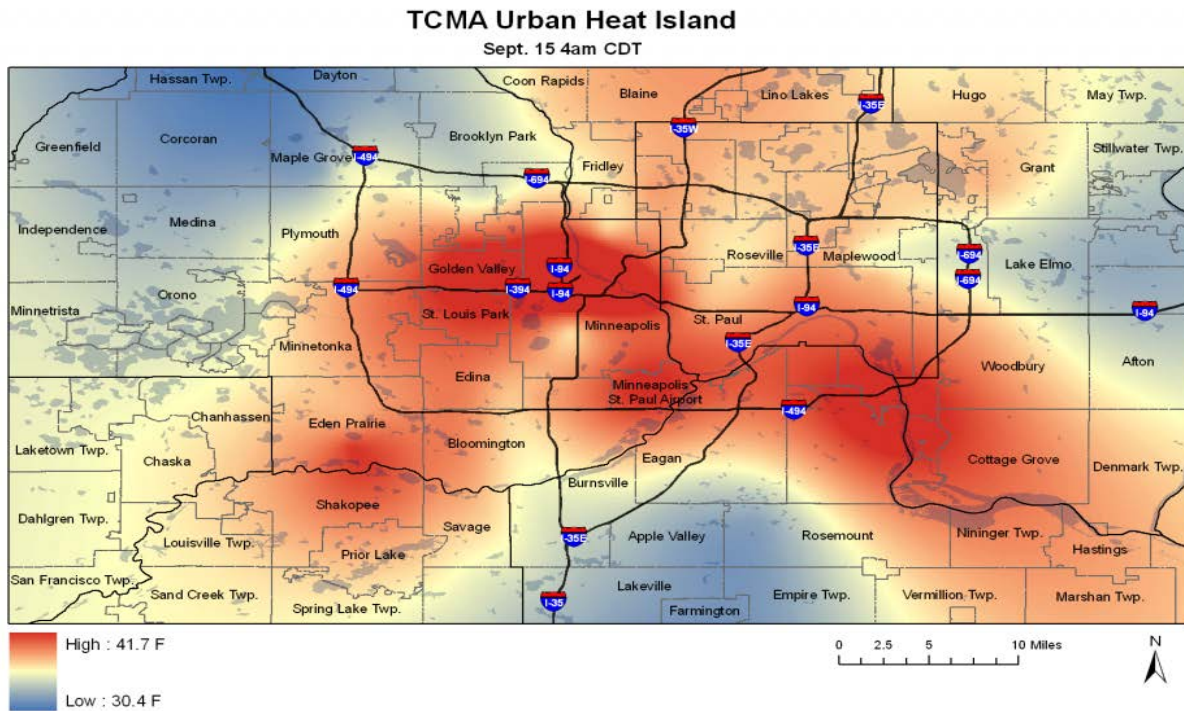 TCMA Urban Heat Island
Sept. 15 4am CDT
Hassan Twp.
Dayton
Coon Rapids
Blaine
Lino Lakes
I-35E
Hugo
May Twp.
Greenfield
Corcoran
Brooklyn Park
I-35W
Maple Grove
I-494
Fridley
Stillwater Twp.
I-694
Grant
Independence
Medina
Plymouth
Roseville
I-35E
Maplewood
I-694
Golden Valley
I-94
Lake Elmo
I-694
Minnetrista
Orono
I-494
I-394
I-94
I-94
I-94
St. Louis Park
Minneapolis
St. Paul
Minnetonka
I-35E
Woodbury
Afton
Edina
Minneapolis
St. Paul Airport
I-494
Chanhassen
Eden Prairie
Bloomington
Laketown Twp.
Chaska
Eagan
Cottage Grove
Denmark Twp.
Burnsville
Shakopee
Dahlgren Twp.
Savage
I-35E
Apple Valley
Rosemount
Nininger Twp.
Louisville Twp.
Prior Lake
Hastings
San Francisco Twp.
Sand Creek Twp.
Spring Lake Twp.
I-35
Lakeville
Farmington
Empire Twp.
Vermillion Twp.
Marshan Twp.
High : 41.7 F
Low : 30.4 F
0 2.5 5 10 Miles
N